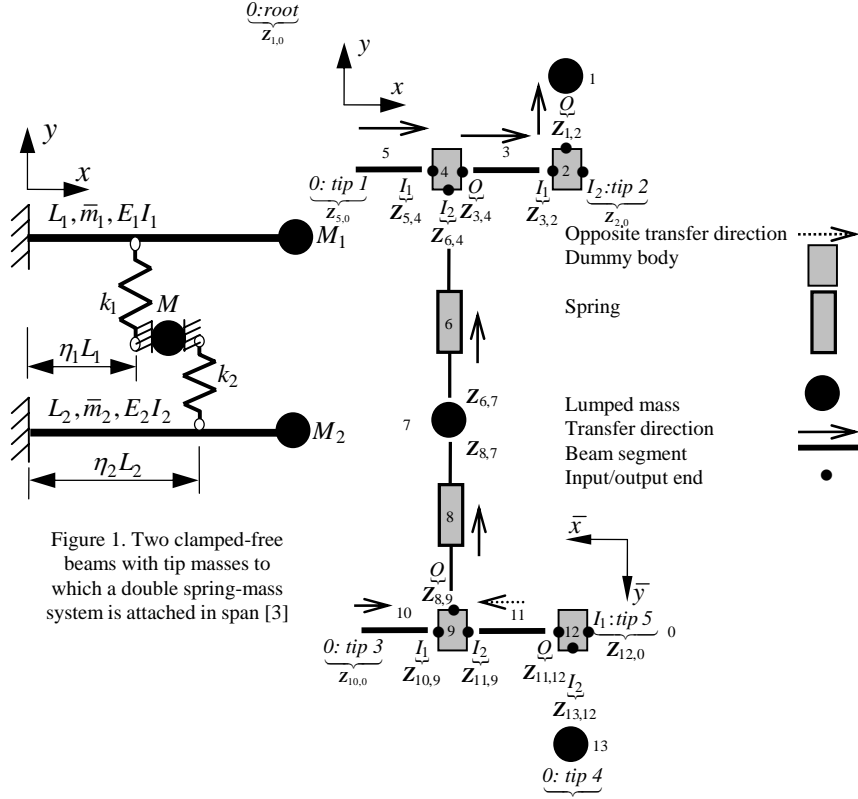 0:root
z1,0
y
x
1
O
Z1,2
5
3
4
2
0: tip 1
z5,0
I1
Z5,4
I2
Z6,4
O
Z3,4
I1
Z3,2
I2:tip 2
z2,0
y
x
L1, m̅1, E1I1
M1
k1
M
η1L1
k2
L2, m̅2, E2I2
M2
η2L2
Figure 1. Two clamped-free
beams with tip masses to
which a double spring-mass
system is attached in span [3]
6
Z6,7
7
Z8,7
8
O
Z8,9
10
11
9
12
0: tip 3
z10,0
I1
Z10,9
I2
Z11,9
O
Z11,12
I1:tip 5
z12,0
0
I2
Z13,12
13
0: tip 4
x̅
y̅
Opposite transfer direction
Dummy body
Spring
Lumped mass
Transfer direction
Beam segment
Input/output end